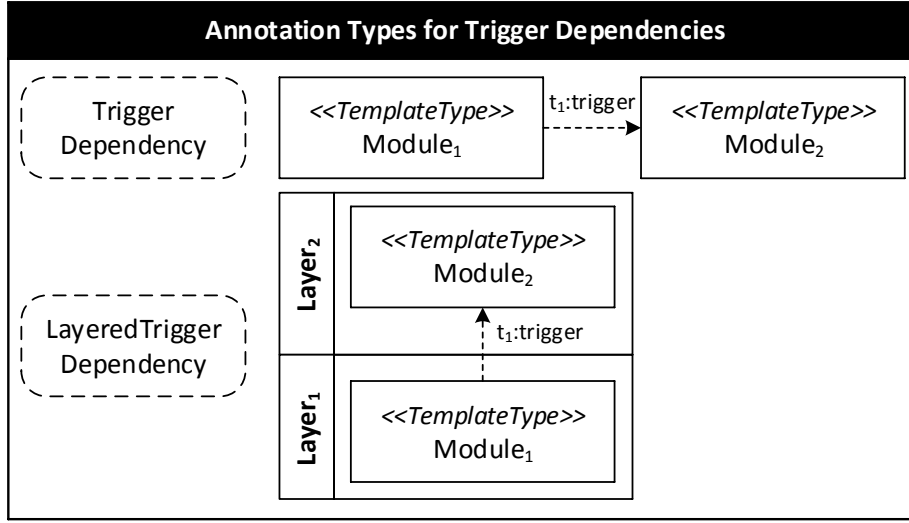 Annotation Types for Trigger Dependencies
Trigger
Dependency
<<TemplateType>>
Module₁
t₁:trigger
<<TemplateType>>
Module₂
LayeredTrigger
Dependency
Layer₂
<<TemplateType>>
Module₂
t₁:trigger
Layer₁
<<TemplateType>>
Module₁